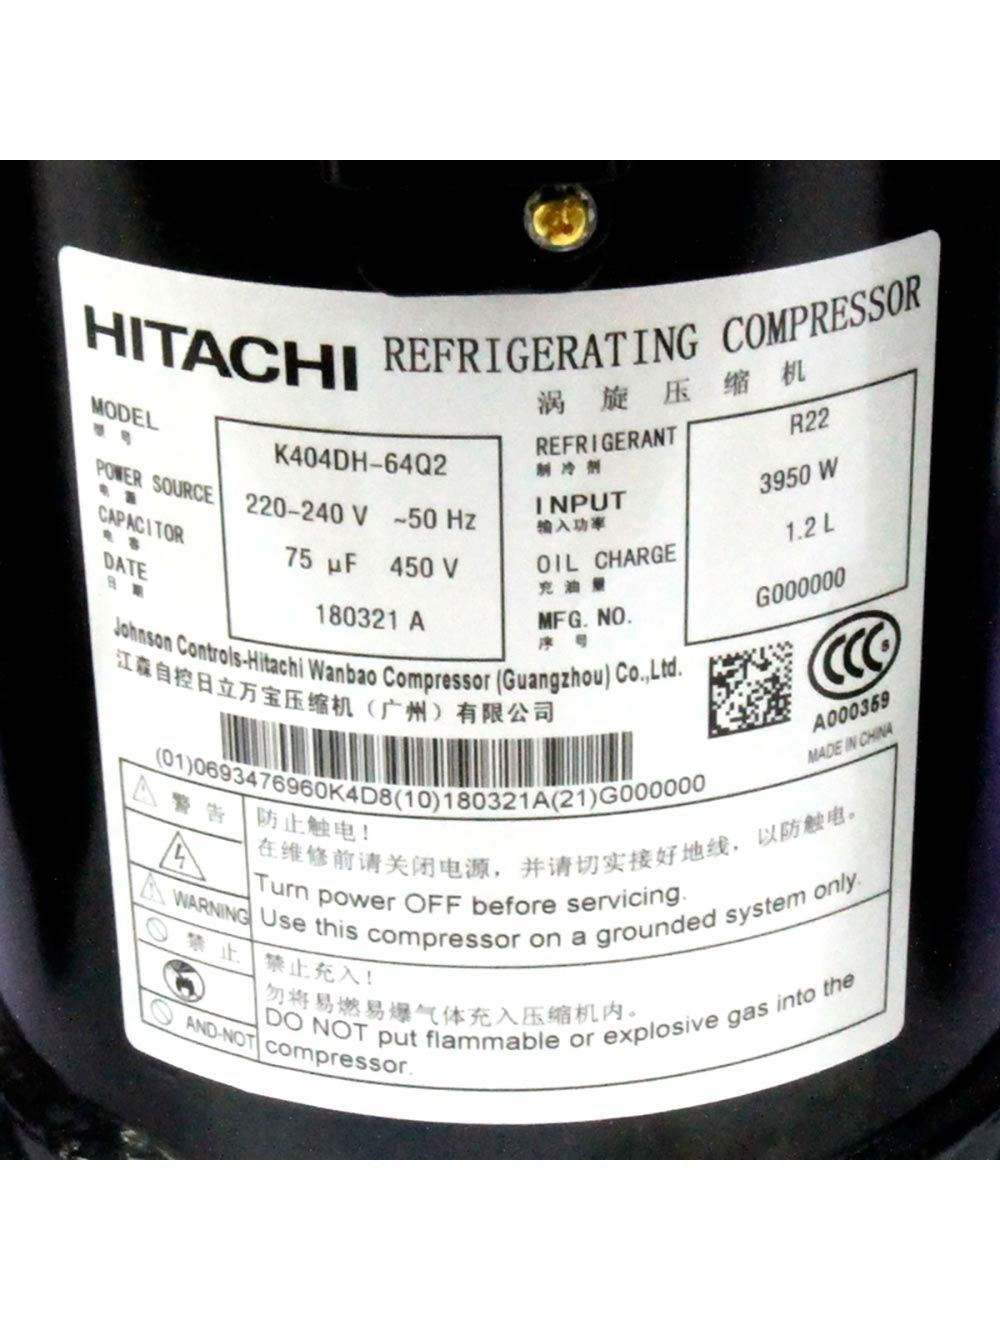 HITACHI REFRIGERATING COMPRESSOR
涡旋压缩机
MODEL
型号
K404DH-64Q2
POWER SOURCE
电源
220-240 V ~50 Hz
CAPACITOR
电容
75 μF 450 V
DATE
日期
180321 A
REFRIGERANT
制冷剂
R22
INPUT
输入功率
3950 W
OIL CHARGE
充油量
1.2 L
MFG. NO.
序号
G000000
Johnson Controls-Hitachi Wanbao Compressor (Guangzhou) Co.,Ltd.
江森自控日立万宝压缩机（广州）有限公司
CCC S
A000359
MADE IN CHINA
(01)0693476960K4D8(10)180321A(21)G000000
警告
WARNING
防止触电！
在维修前请关闭电源，并请切实接好地线，以防触电。
Turn power OFF before servicing.
Use this compressor on a grounded system only.
禁止
AND-NOT
禁止充入！
勿将易燃易爆气体充入压缩机内。
DO NOT put flammable or explosive gas into the
compressor.